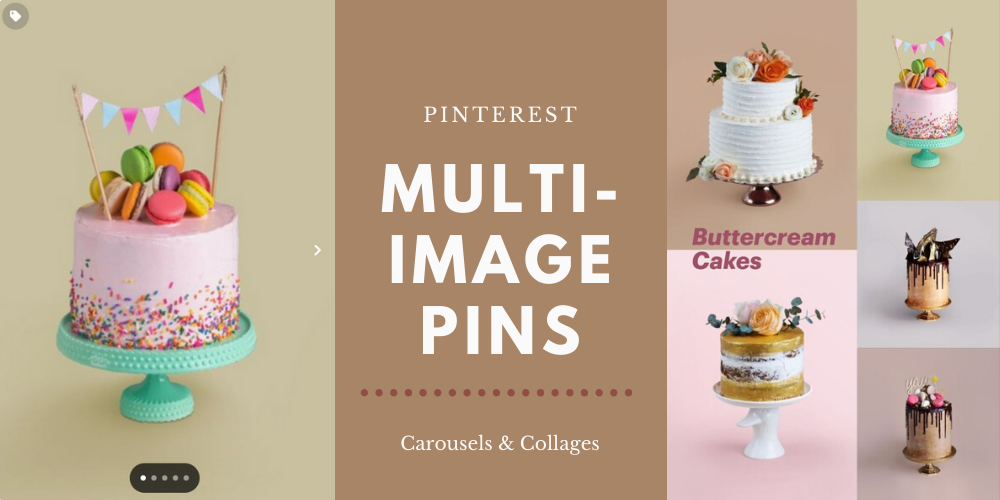 PINTEREST
MULTI-
IMAGE
PINS
Carousels & Collages
Buttercream
Cakes